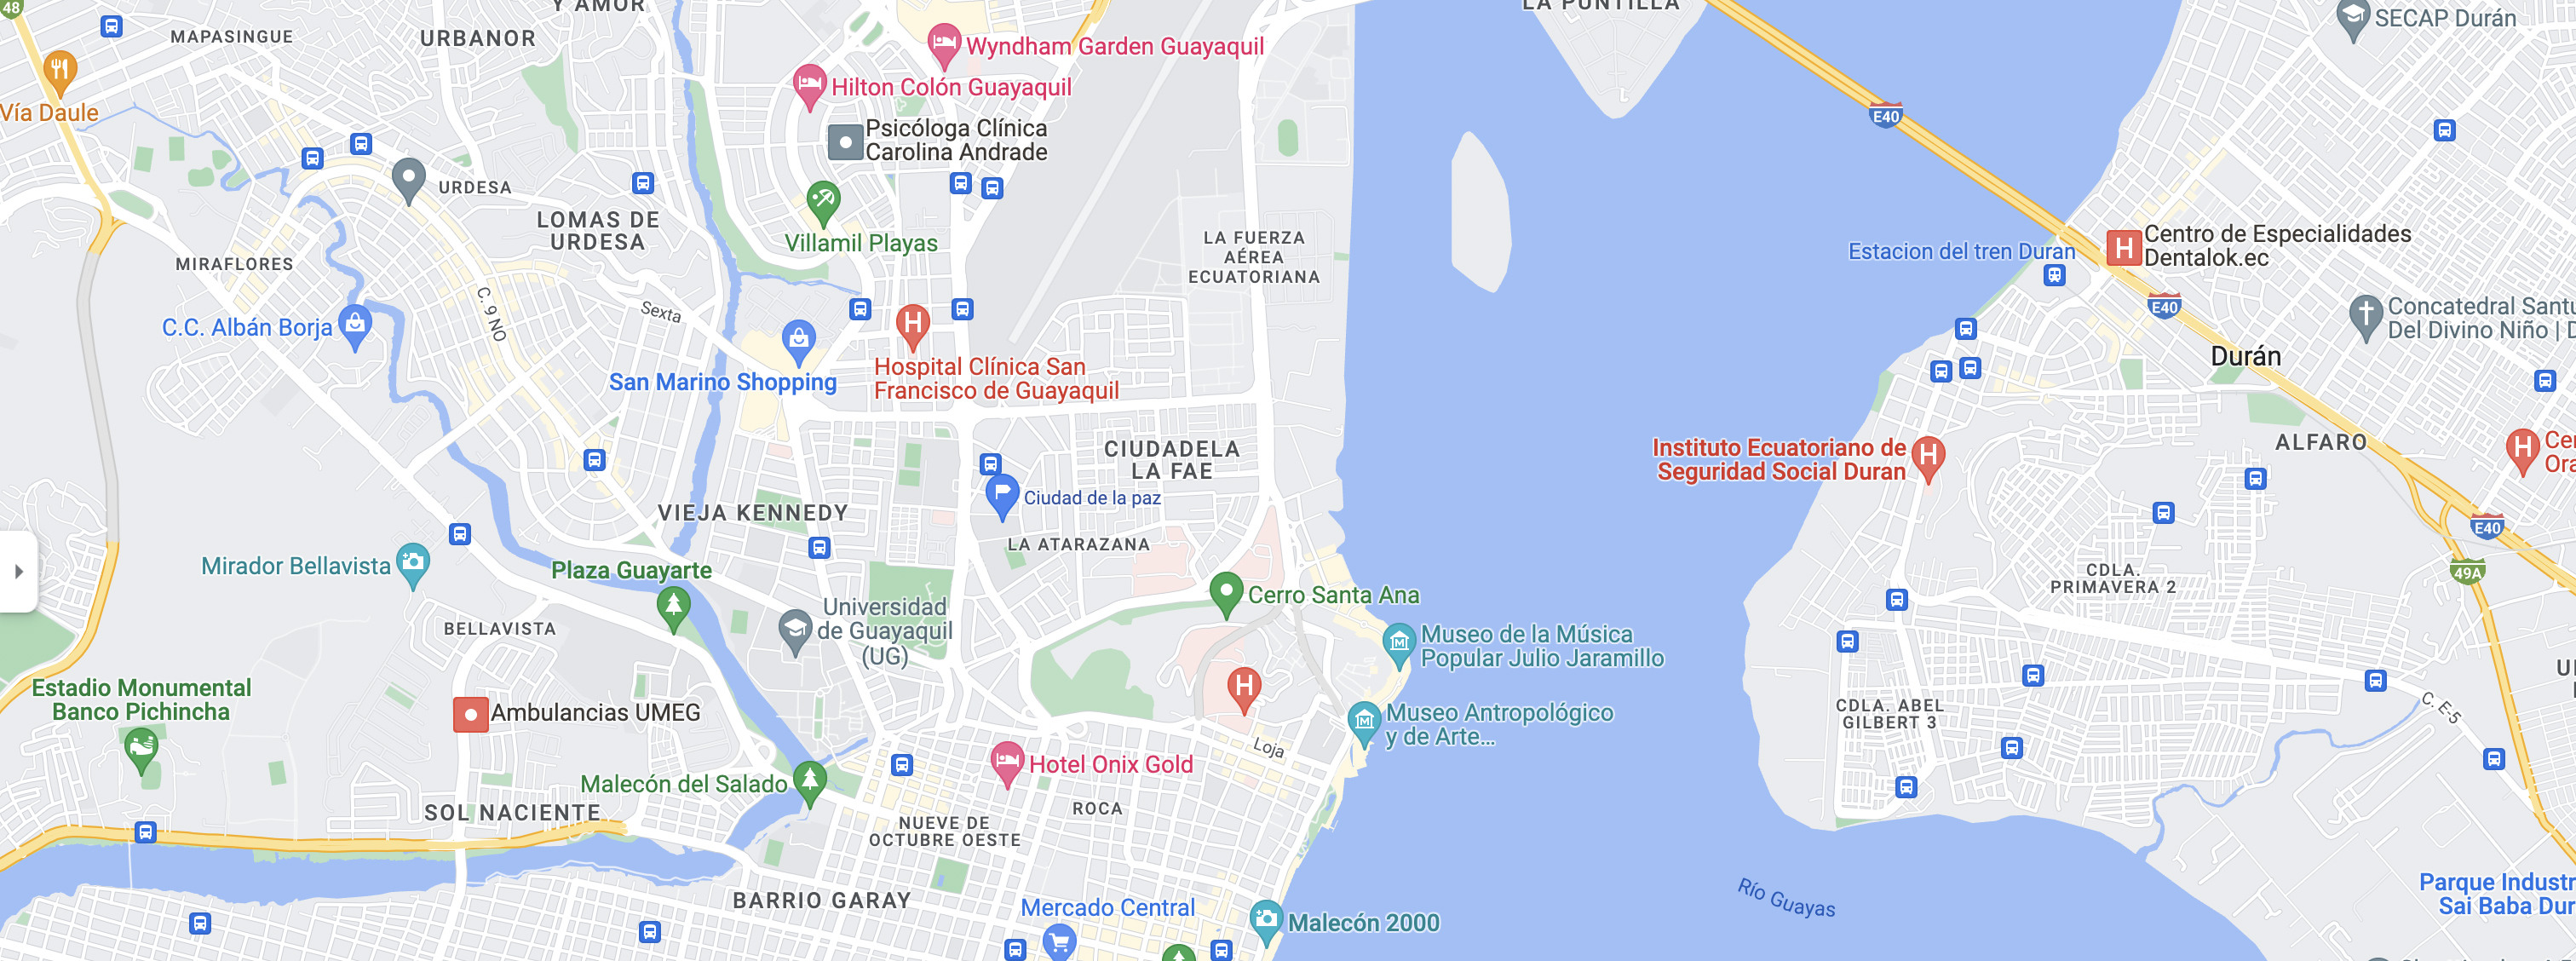 48
Y AMOR
LA PUNTILLA
SECAP Durán
MAPASINGUE
URBANOR
Wyndham Garden Guayaquil
Hilton Colón Guayaquil
Vía Daule
E40
Psicóloga Clínica
Carolina Andrade
URDESA
LOMAS DE
URDESA
Villamil Playas
LA FUERZA
AÉREA
ECUATORIANA
Estacion del tren Duran
Centro de Especialidades
Dentalok.ec
MIRAFLORES
C. 9 NO
Sexta
E40
Concatedral Santu
Del Divino Niño | D
C.C. Albán Borja
San Marino Shopping
Hospital Clínica San
Francisco de Guayaquil
Durán
CIUDADELA
LA FAE
Instituto Ecuatoriano de
Seguridad Social Duran
ALFARO
Cer
Ora
Ciudad de la paz
VIEJA KENNEDY
E40
LA ATARAZANA
Mirador Bellavista
Plaza Guayarte
CDLA.
PRIMAVERA 2
49A
Cerro Santa Ana
Universidad
de Guayaquil
(UG)
BELLAVISTA
Museo de la Música
Popular Julio Jaramillo
Estadio Monumental
Banco Pichincha
Ambulancias UMEG
CDLA. ABEL
GILBERT 3
C. E-5
Museo Antropológico
y de Arte...
Loja
Hotel Onix Gold
Malecón del Salado
SOL NACIENTE
ROCA
NUEVE DE
OCTUBRE OESTE
BARRIO GARAY
Mercado Central
Malecón 2000
Río Guayas
Parque Industr
Sai Baba Dur